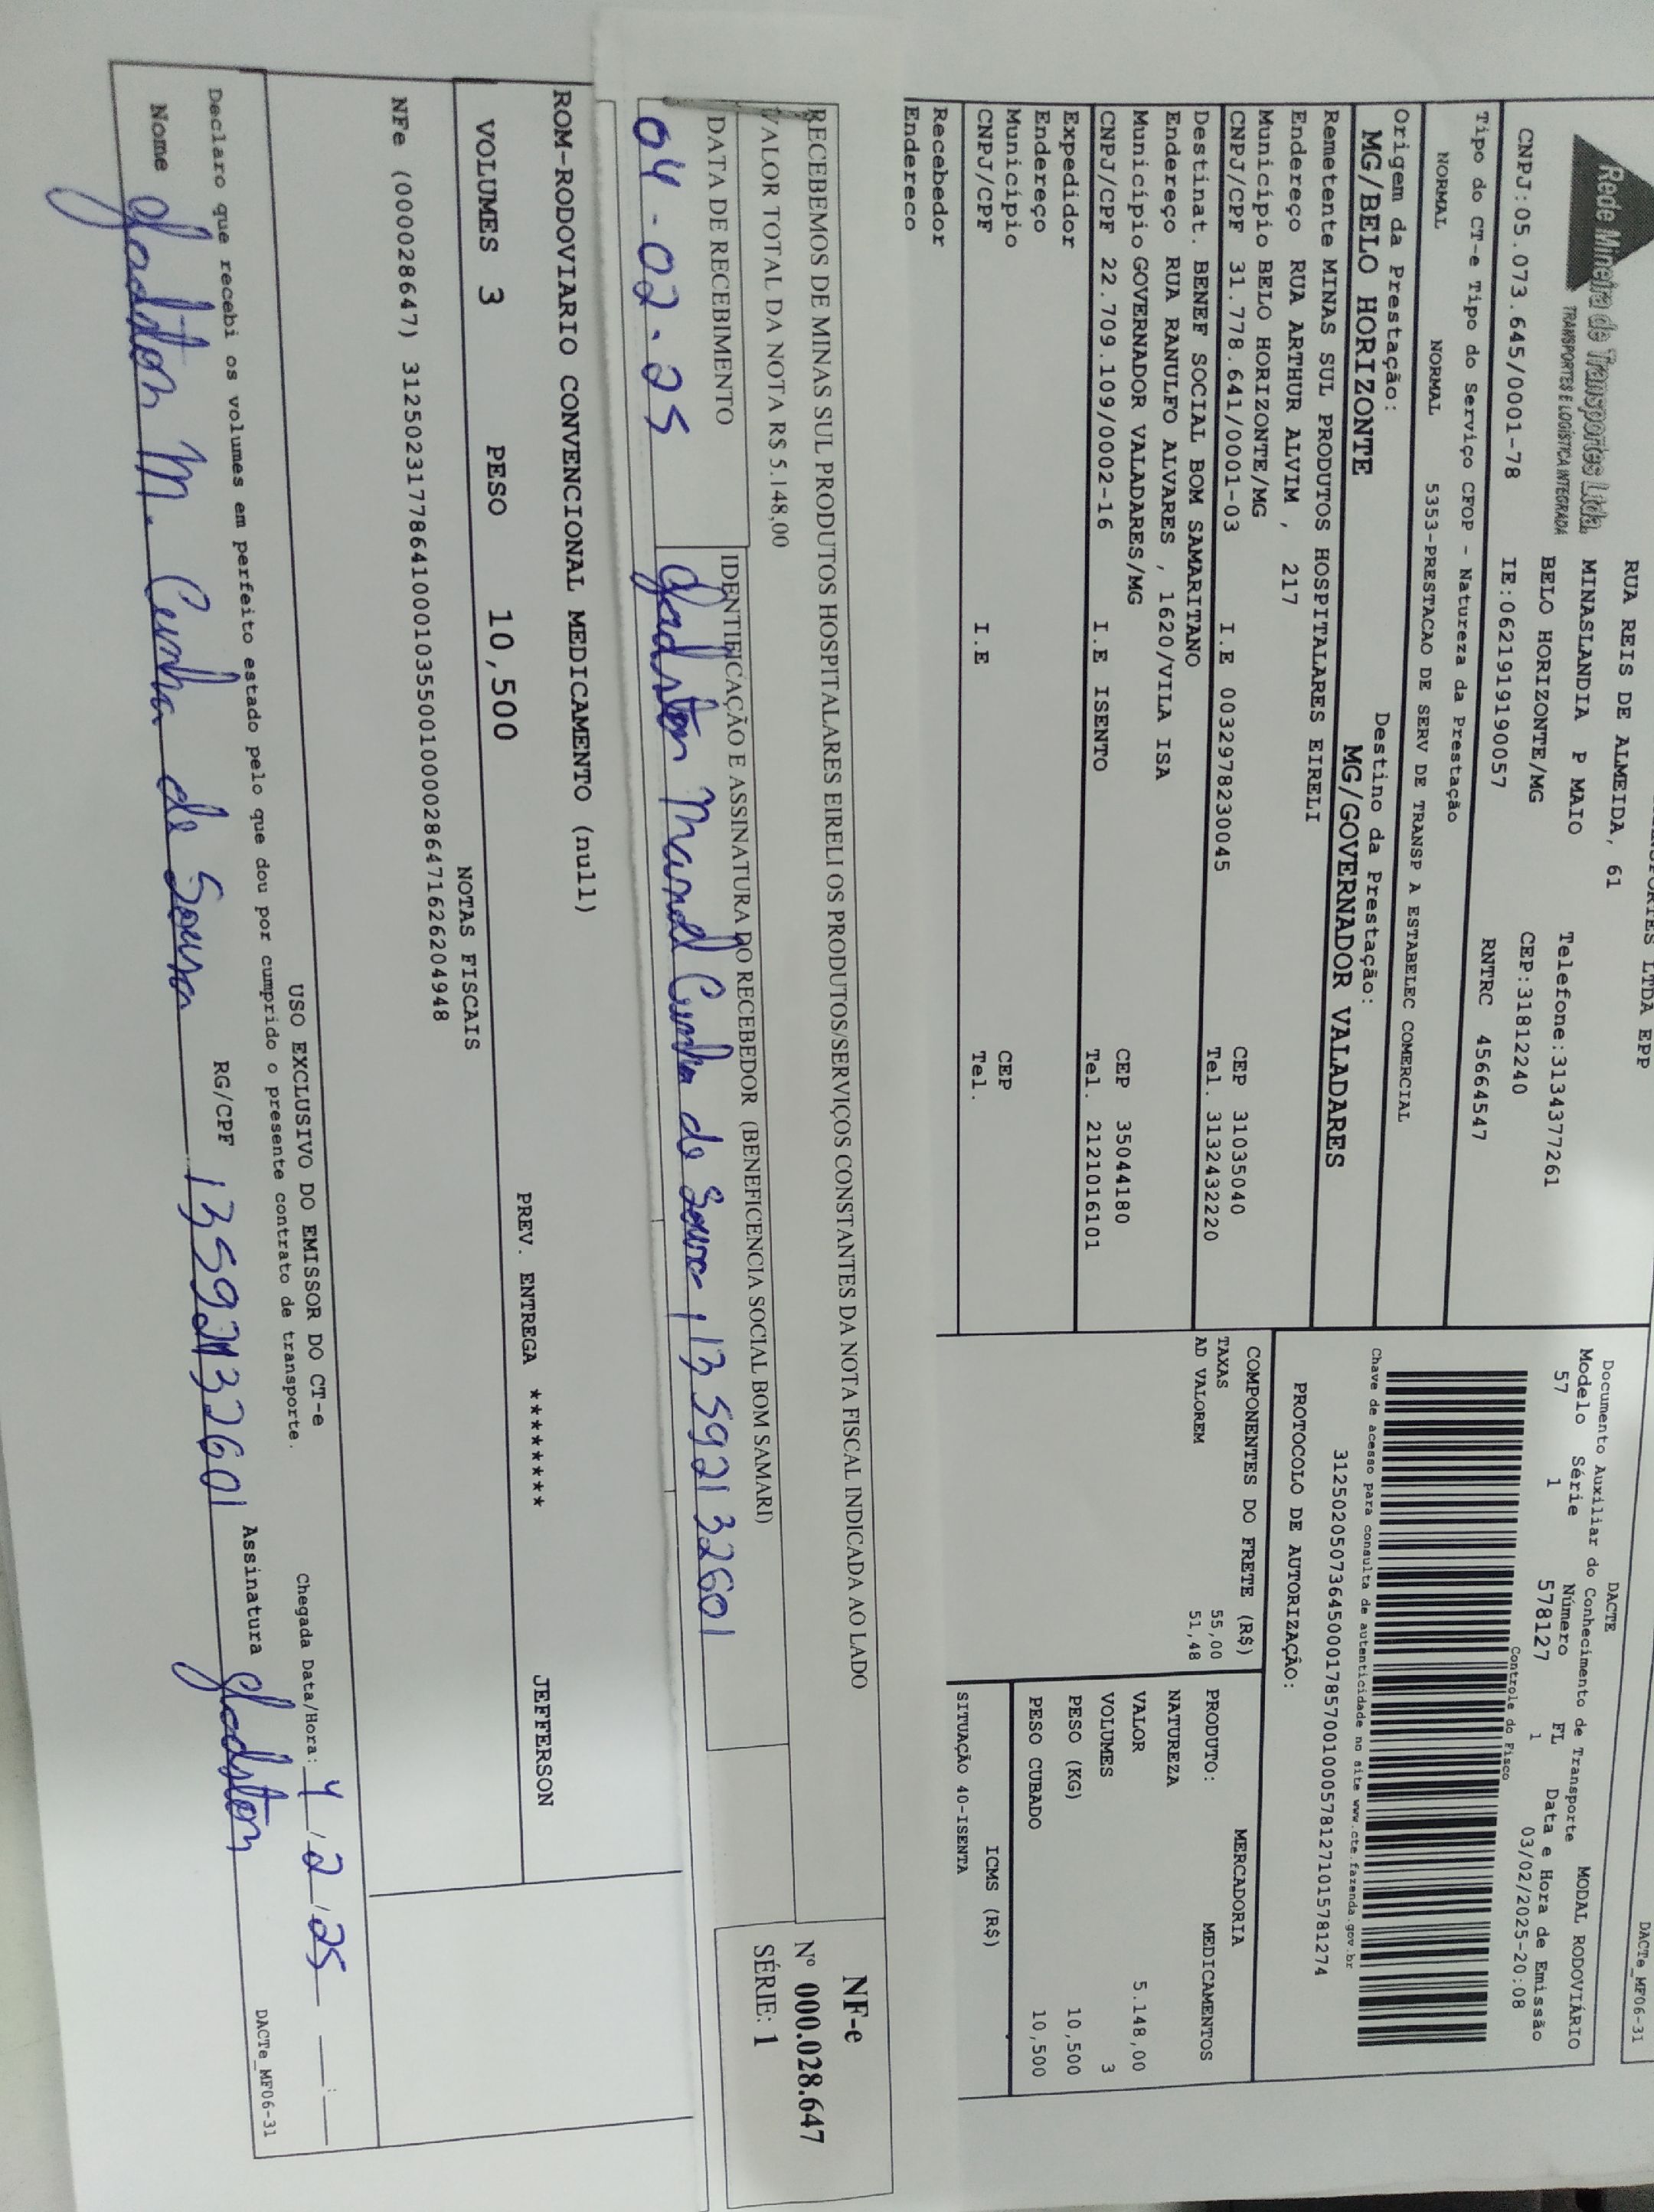 DACTe_MF06-31
RUA REIS DE ALMEIDA, 61
MINASLANDIA P MAIO
BELO HORIZONTE/MG
Telefone:3134377261
CEP:31812240
Rede Mineira de Transportes Ltda.
TRANSPORTES E LOGÍSTICA INTEGRADA
CNPJ:05.073.645/0001-78 IE:0621919190057 RNTRC 45664547
DACTE
Documento Auxiliar do Conhecimento de Transporte MODAL RODOVIÁRIO
Modelo Série Número FL Data e Hora de Emissão
57 1 578127 1 03/02/2025-20:08
Controle do Fisco
Tipo do CT-e Tipo do Serviço CFOP - Natureza da Prestação
NORMAL NORMAL 5353-PRESTACAO DE SERV DE TRANSP A ESTABELEC COMERCIAL
Chave de acesso para consulta de autenticidade no site www.cte.fazenda.gov.br
31250205073645000178570010005781271015781274
Origem da Prestação: Destino da Prestação:
MG/BELO HORIZONTE MG/GOVERNADOR VALADARES
PROTOCOLO DE AUTORIZAÇÃO:
Remetente MINAS SUL PRODUTOS HOSPITALARES EIRELI
Endereço RUA ARTHUR ALVIM , 217
Município BELO HORIZONTE/MG CEP 31035040
CNPJ/CPF 31.778.641/0001-03 I.E 0032978230045 Tel. 3132432220
Destinat. BENEF SOCIAL BOM SAMARITANO
Endereço RUA RANULFO ALVARES , 1620/VILA ISA
Município GOVERNADOR VALADARES/MG CEP 35044180
CNPJ/CPF 22.709.109/0002-16 I.E ISENTO Tel. 2121016101
Expedidor
Endereço
Município CEP
CNPJ/CPF I.E Tel.
Recebedor
Endereco
COMPONENTES DO FRETE (R$)
TAXAS 55,00
AD VALOREM 51,48
MERCADORIA
PRODUTO: MEDICAMENTOS
NATUREZA
VALOR 5.148,00
VOLUMES 3
PESO (KG) 10,500
PESO CUBADO 10,500
ICMS (R$)
SITUAÇÃO 40-ISENTA
RECEBEMOS DE MINAS SUL PRODUTOS HOSPITALARES EIRELI OS PRODUTOS/SERVIÇOS CONSTANTES DA NOTA FISCAL INDICADA AO LADO
VALOR TOTAL DA NOTA R$ 5.148,00
DATA DE RECEBIMENTO IDENTIFICAÇÃO E ASSINATURA DO RECEBEDOR (BENEFICENCIA SOCIAL BOM SAMARI)
04-02-25 Gladston Manoel Cunha de Souza, 13592132601
NF-e
Nº 000.028.647
SÉRIE: 1
ROM-RODOVIARIO CONVENCIONAL MEDICAMENTO (null)
VOLUMES 3 PESO 10,500 PREV. ENTREGA ******** JEFFERSON
NOTAS FISCAIS
NFe (000028647) 31250231778641000103550010000286471626204948
USO EXCLUSIVO DO EMISSOR DO CT-e
Declaro que recebi os volumes em perfeito estado pelo que dou por cumprido o presente contrato de transporte.
Chegada Data/Hora: 4/2/25
Nome Gladston M. Cunha de Souza RG/CPF 13592132601 Assinatura Gladston
DACTe_MF06-31